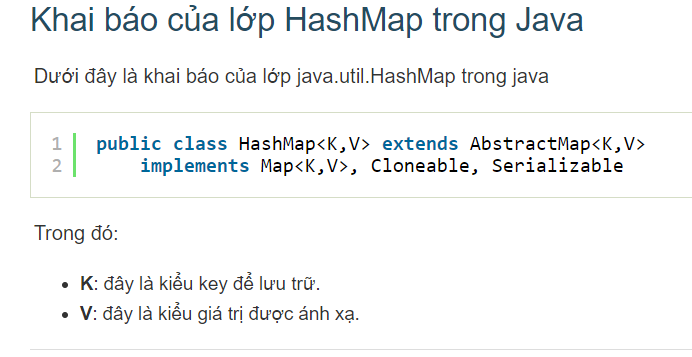 Khai báo của lớp HashMap trong Java
Dưới đây là khai báo của lớp java.util.HashMap trong java
1 public class HashMap<K,V> extends AbstractMap<K,V>
2     implements Map<K,V>, Cloneable, Serializable
Trong đó:
• K: đây là kiểu key để lưu trữ.
• V: đây là kiểu giá trị được ánh xạ.